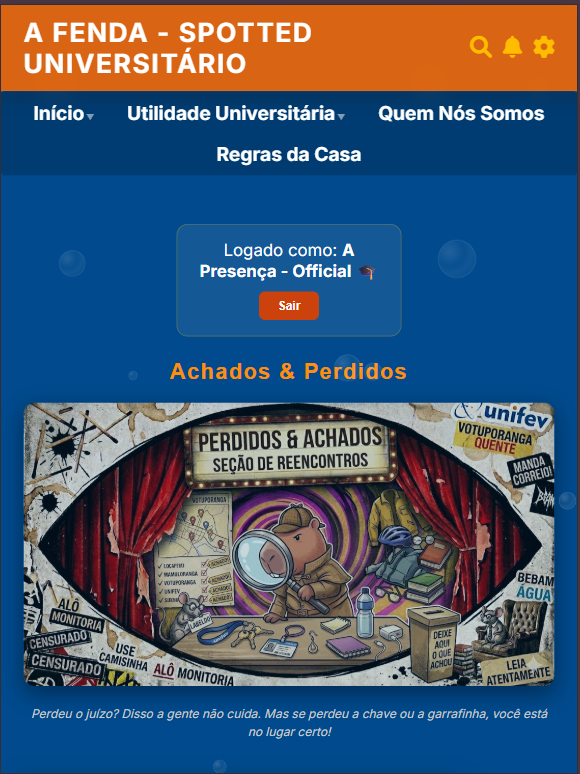 A FENDA - SPOTTED
UNIVERSITÁRIO
Início
Utilidade Universitária
Quem Nós Somos
Regras da Casa
Logado como: A
Presença - Official
Sair
Achados & Perdidos
unifev
VOTUPORANGA
QUENTE
PERDIDOS & ACHADOS
SEÇÃO DE REENCONTROS
MANDA
CORREIO!
VOTUPORANGA
VOTUPORANGA
UNIFEV
BEBAM
ÁGUA
ALÔ
MONITORIA
CENSURADO
CENSURADO
USE
CAMISINHA
ALÔ MONITORIA
DEIXE
AQUI
O QUE
ACHOU
LEIA
ATENTAMENTE
Perdeu o juízo? Disso a gente não cuida. Mas se perdeu a chave ou a garrafinha, você está
no lugar certo!